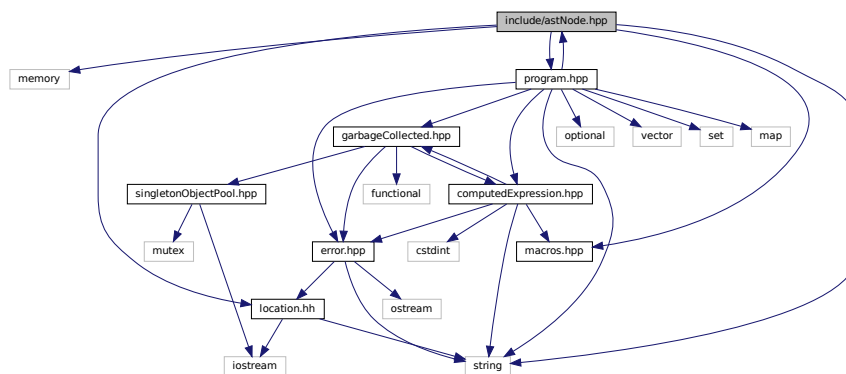 include/astNode.hpp
memory
program.hpp
garbageCollected.hpp
optional
vector
set
map
singletonObjectPool.hpp
functional
computedExpression.hpp
mutex
error.hpp
cstdint
macros.hpp
location.hh
ostream
iostream
string